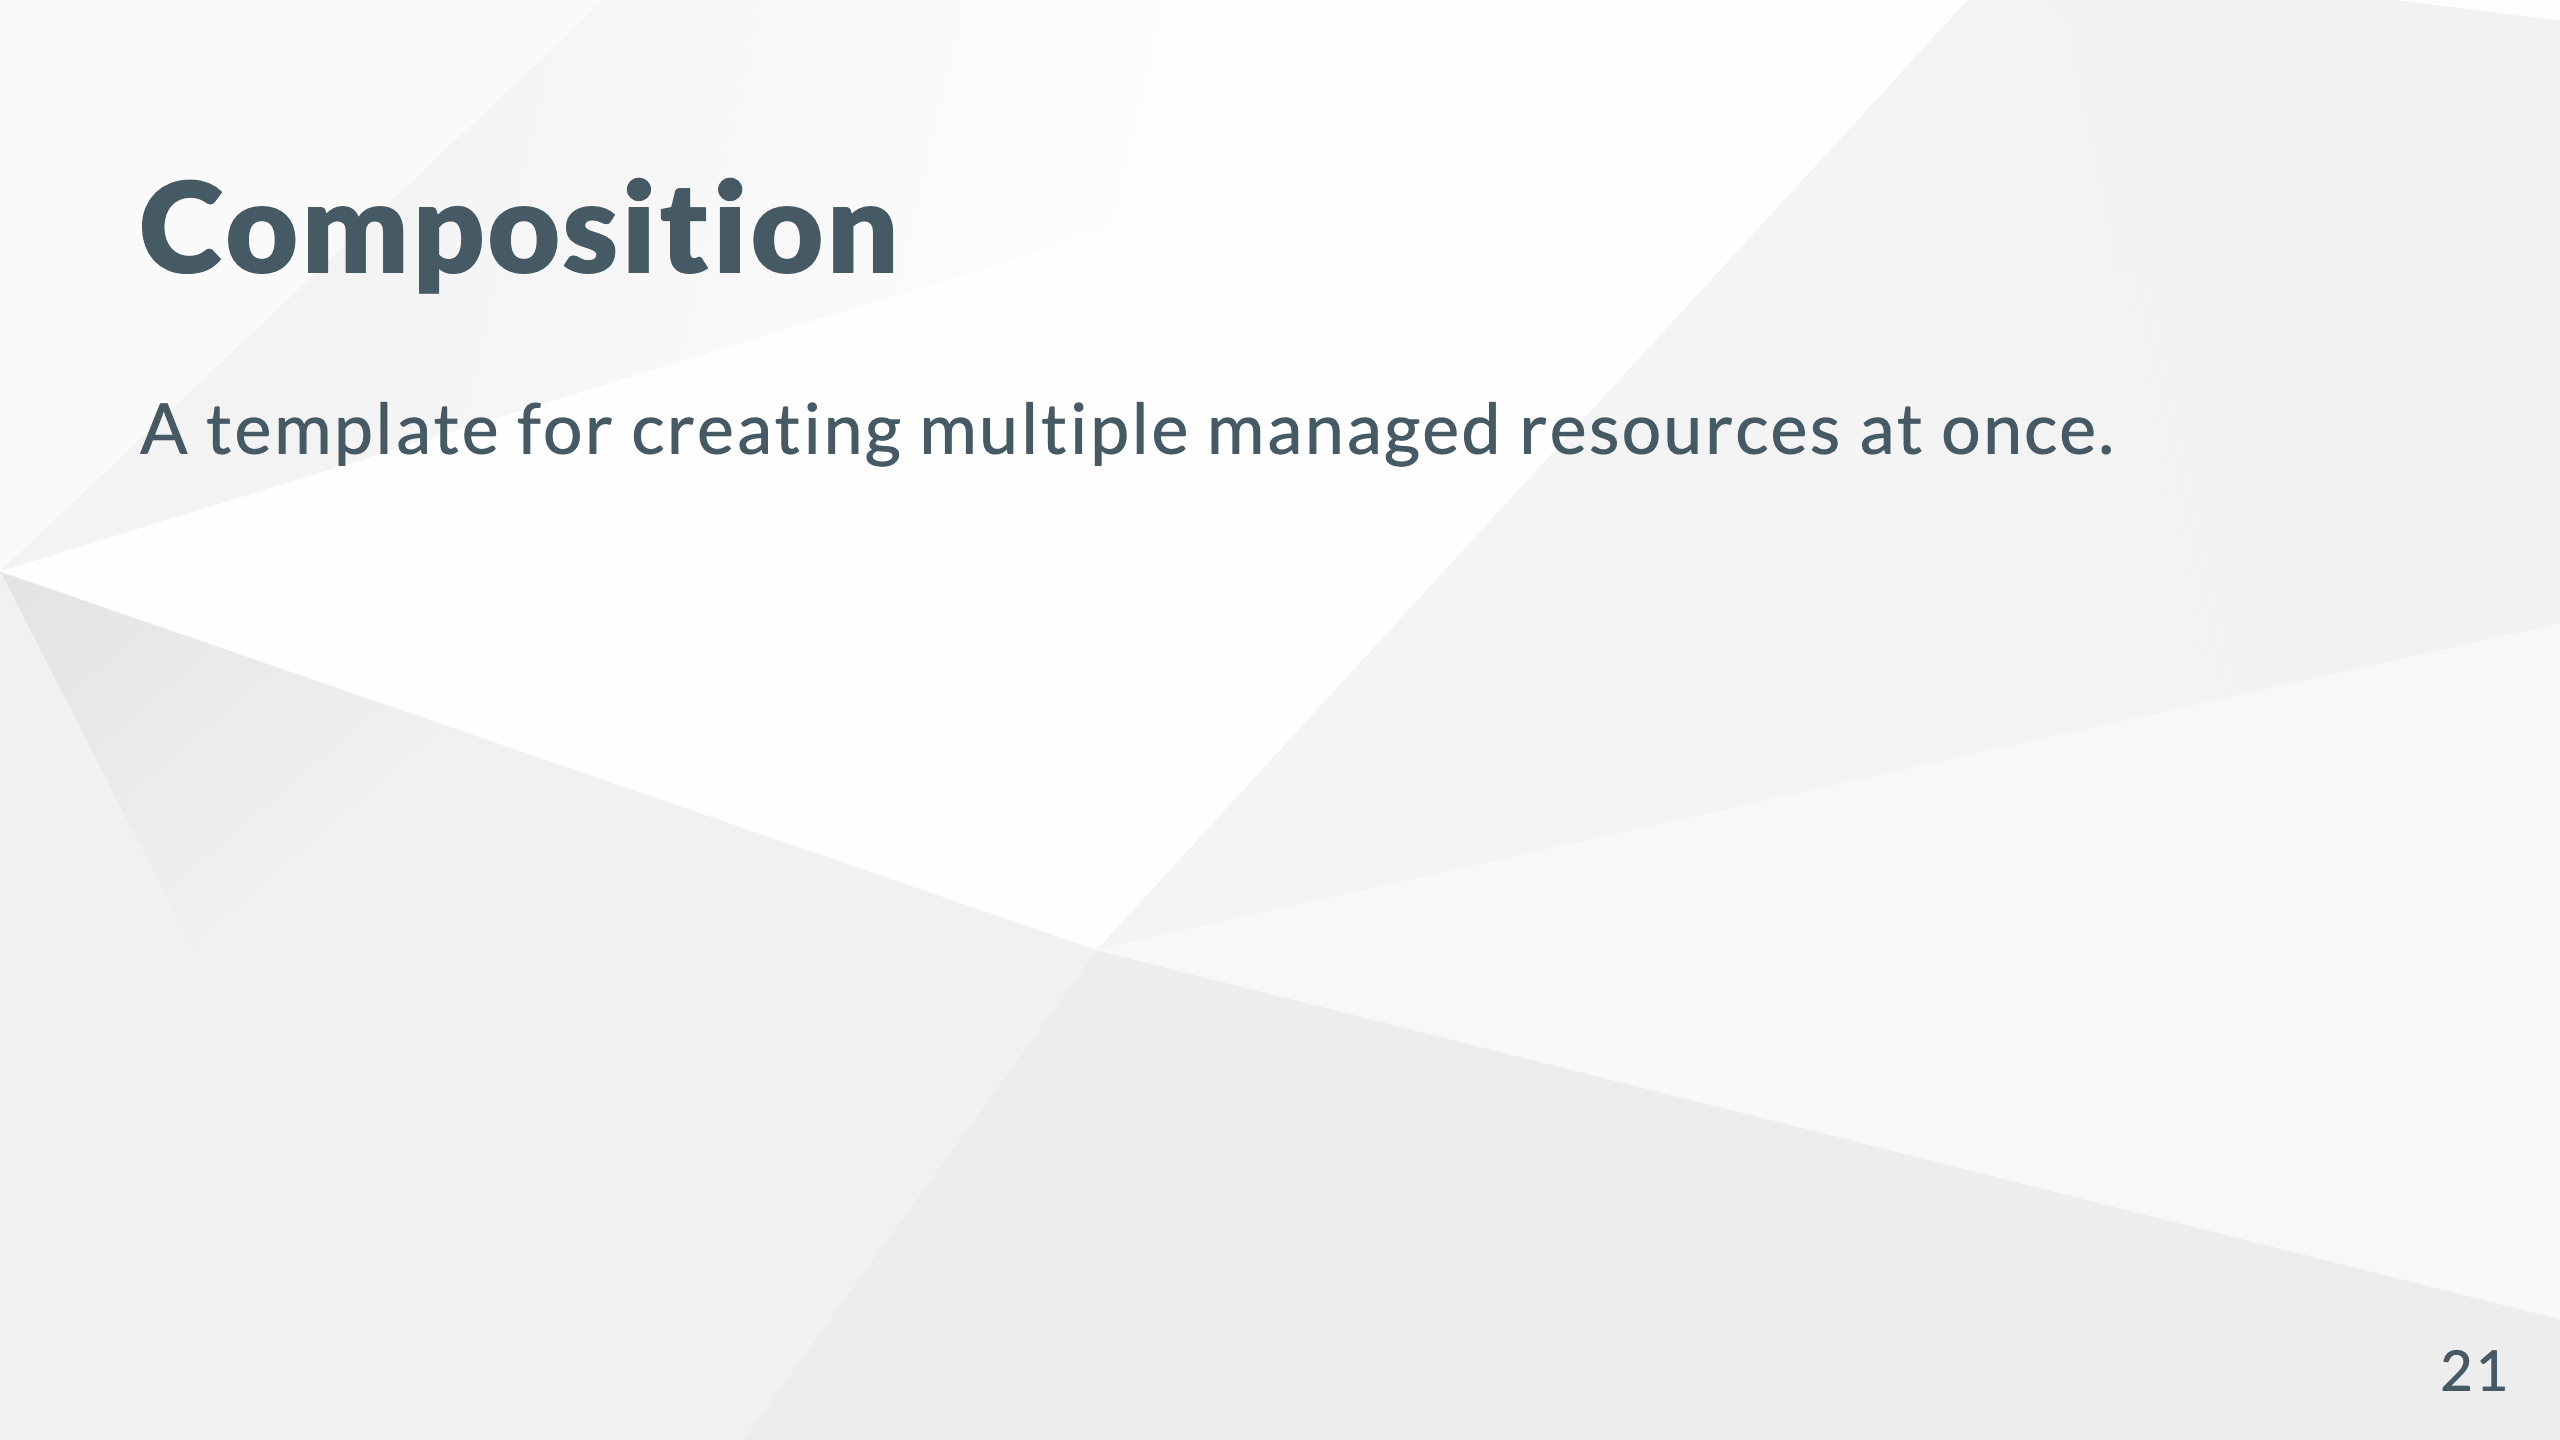 Composition
A template for creating multiple managed resources at once.
21